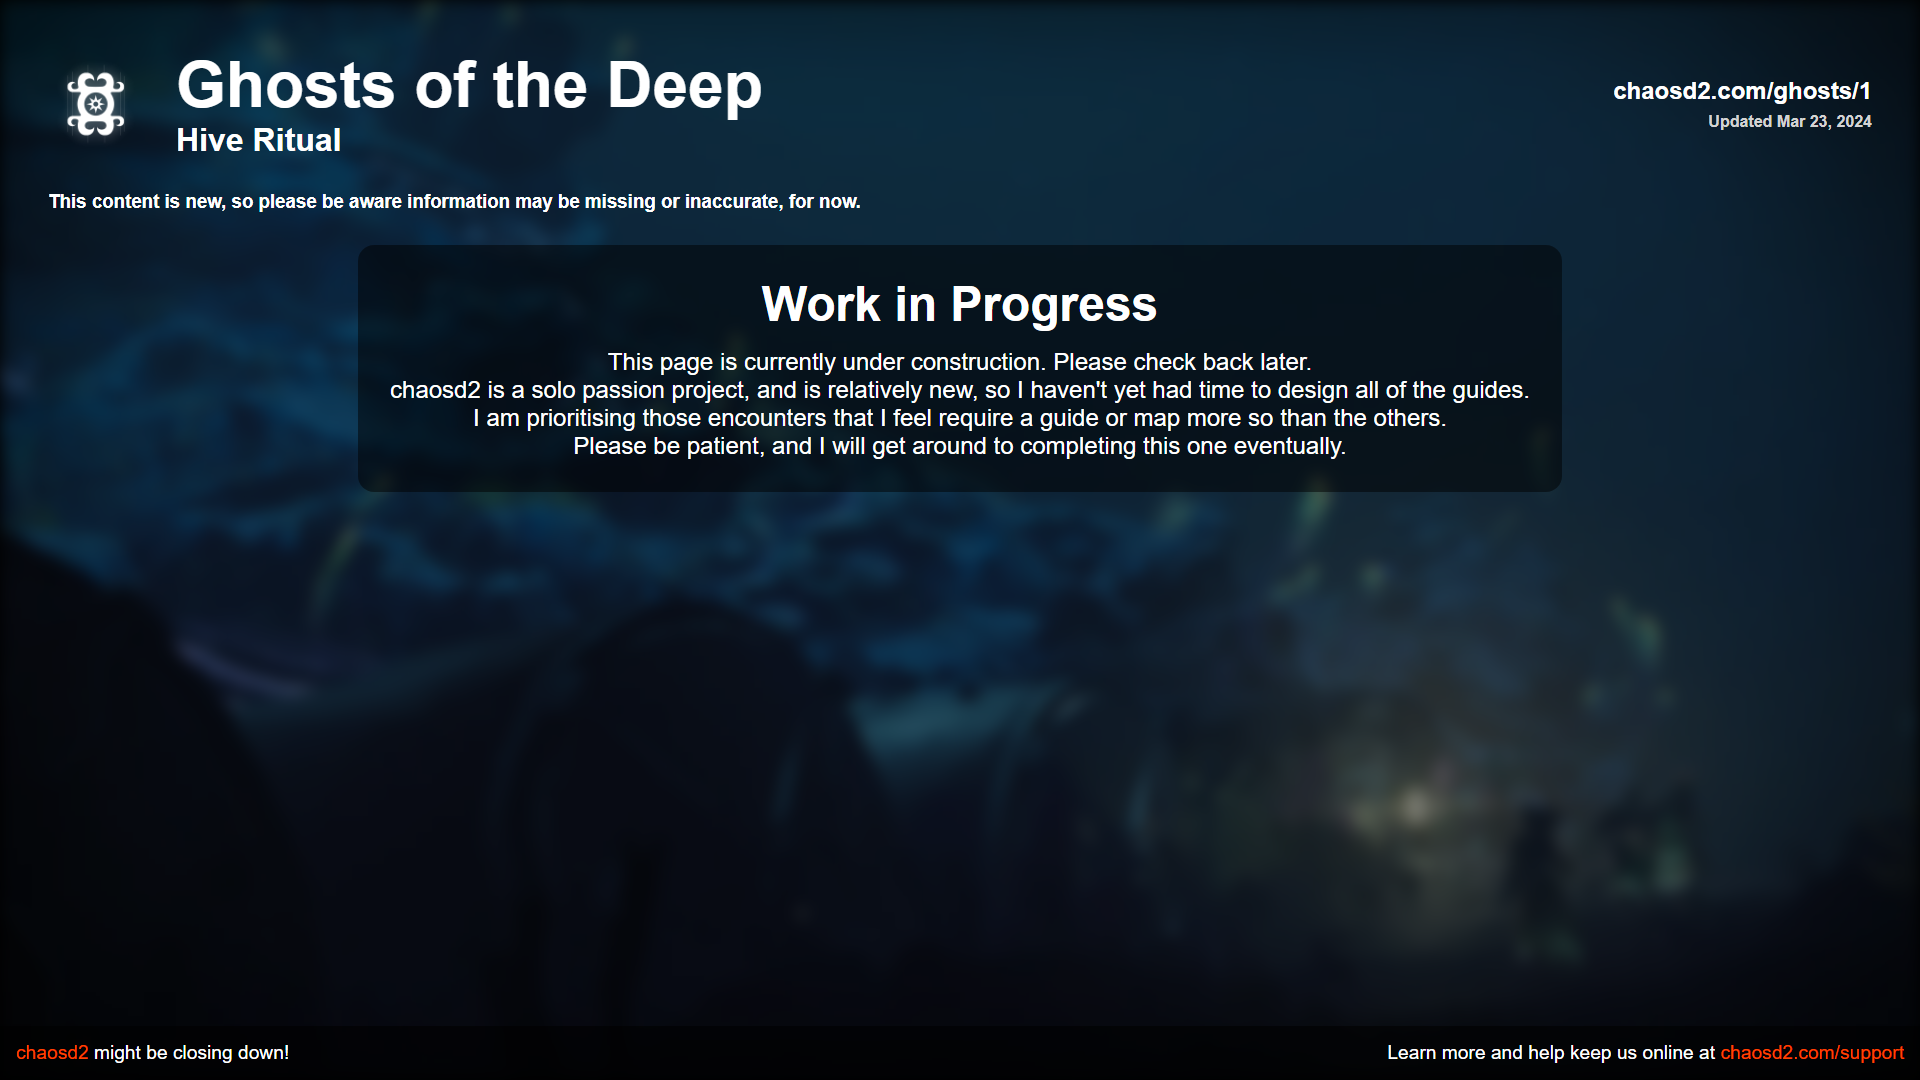 Ghosts of the Deep
Hive Ritual
chaosd2.com/ghosts/1
Updated Mar 23, 2024
This content is new, so please be aware information may be missing or inaccurate, for now.
Work in Progress
This page is currently under construction. Please check back later.
chaosd2 is a solo passion project, and is relatively new, so I haven't yet had time to design all of the guides.
I am prioritising those encounters that I feel require a guide or map more so than the others.
Please be patient, and I will get around to completing this one eventually.
chaosd2 might be closing down!
Learn more and help keep us online at chaosd2.com/support